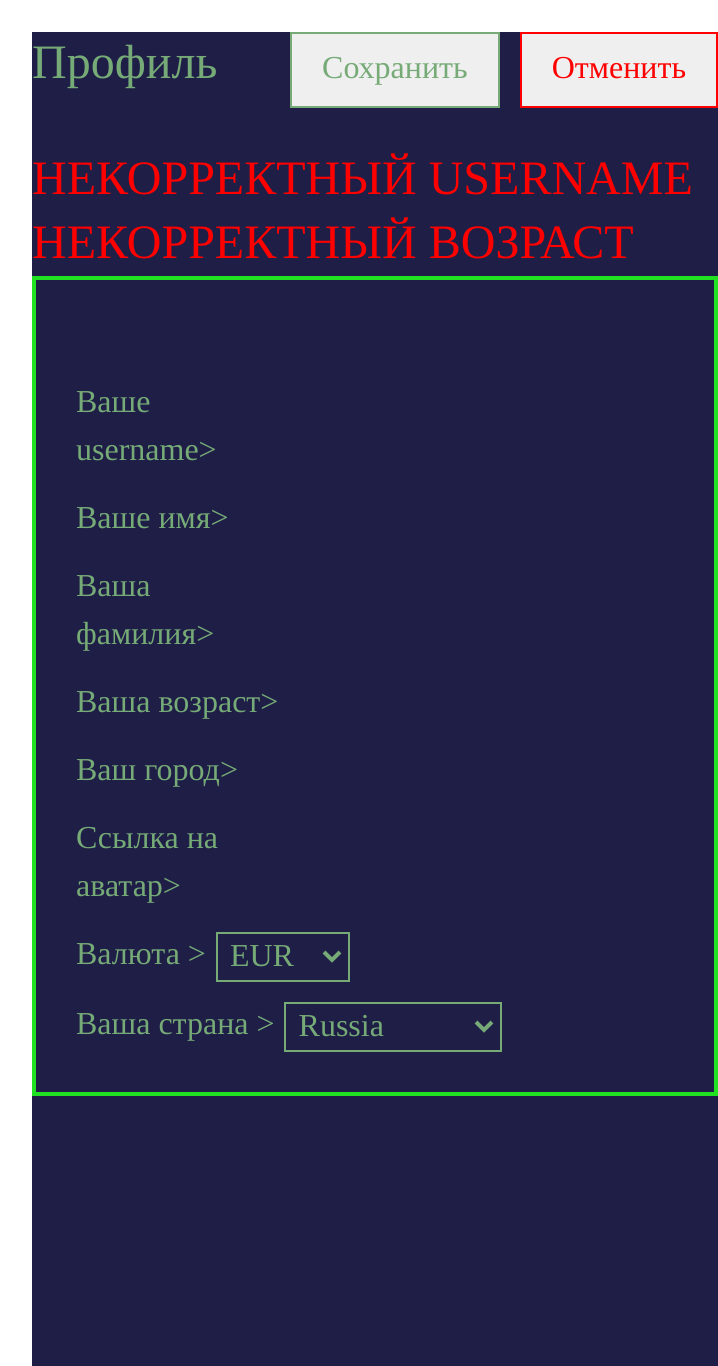 Профиль Сохранить Отменить
НЕКОРРЕКТНЫЙ USERNAME
НЕКОРРЕКТНЫЙ ВОЗРАСТ
Ваше
username>
Ваше имя>
Ваша
фамилия>
Ваша возраст>
Ваш город>
Ссылка на
аватар>
Валюта > EUR
Ваша страна > Russia